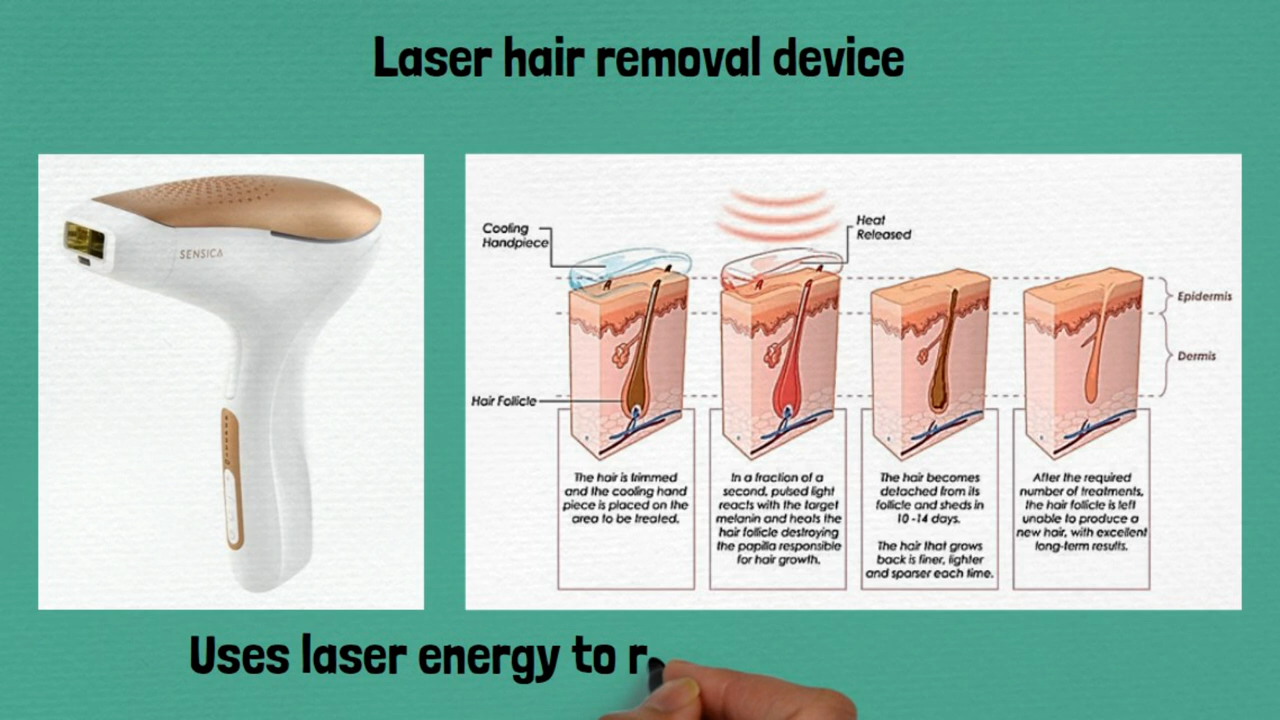 Laser hair removal device
SENSICA
Cooling
Handpiece
Heat
Released
Epidermis
Dermis
Hair Follicle
The hair is trimmed
and the cooling hand
piece is placed on the
area to be treated.
In a fraction of a
second, pulsed light
reacts with the target
melanin and heats the
hair follicle destroying
the papilla responsible
for hair growth.
The hair becomes
detached from its
follicle and sheds in
10 -14 days.
The hair that grows
back is finer, lighter
and sparser each time.
After the required
number of treatments,
the hair follicle is left
unable to produce a
new hair, with excellent
long-term results.
Uses laser energy to r